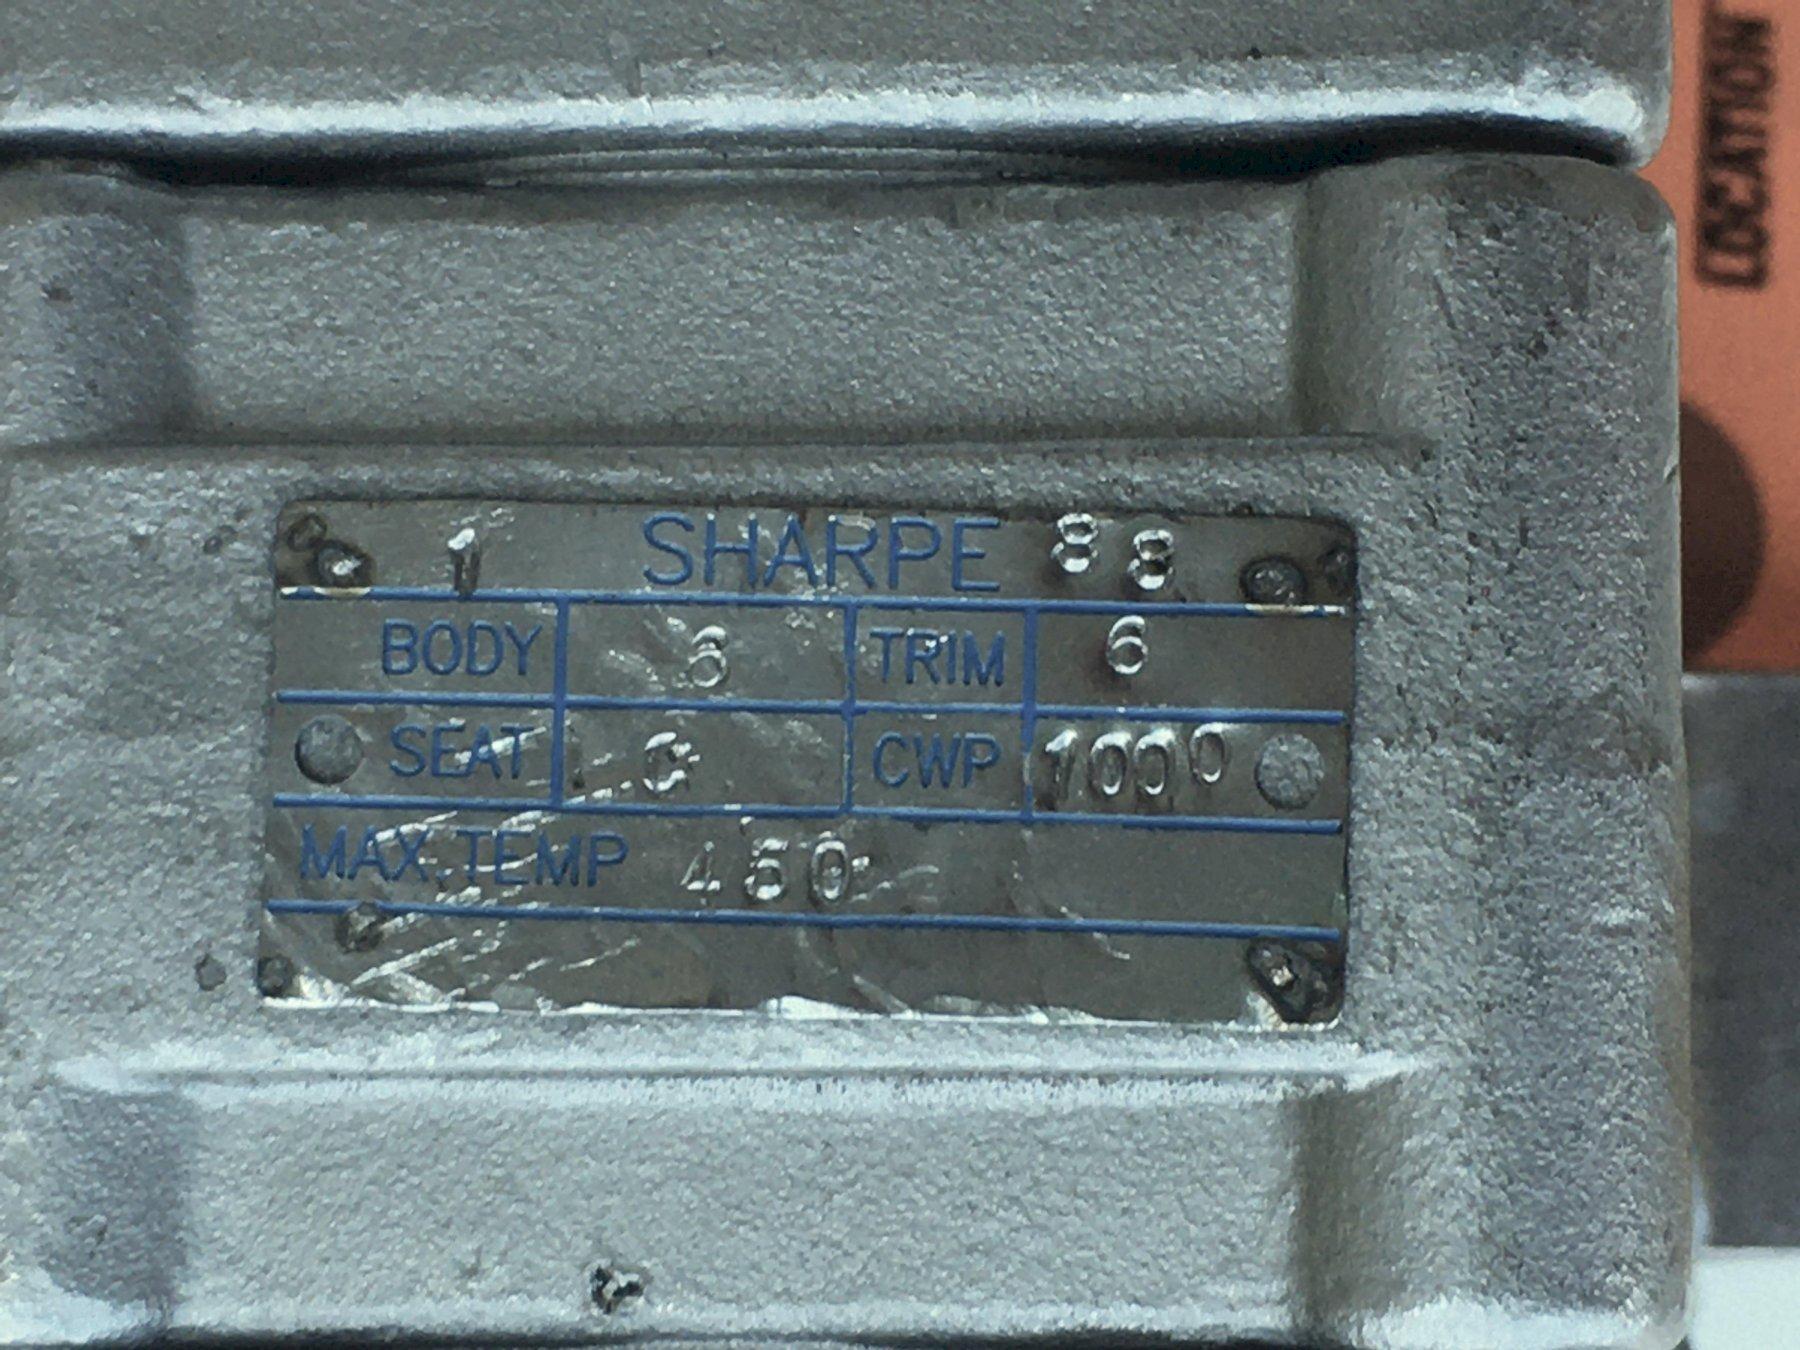 1 SHARPE 88
BODY 6 TRIM 6
SEAT G CWP 1000
MAX. TEMP 450
LOCATION